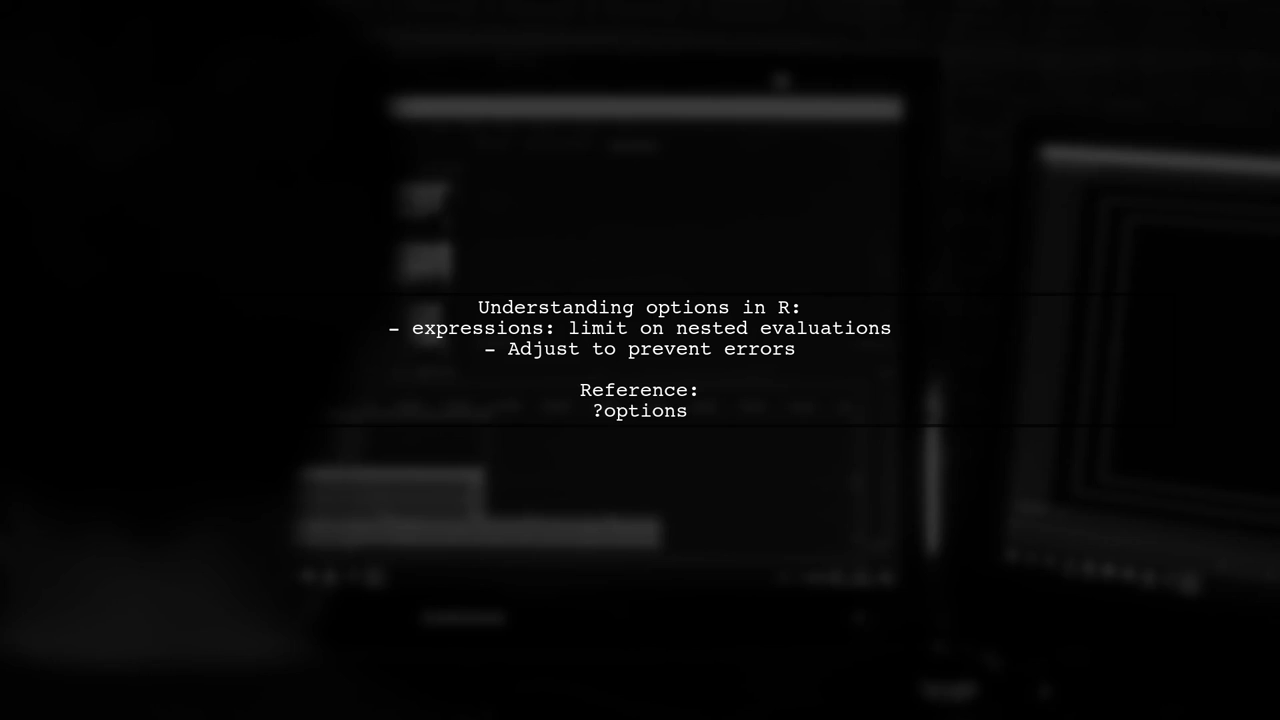 Understanding options in R:
- expressions: limit on nested evaluations
- Adjust to prevent errors
Reference:
?options